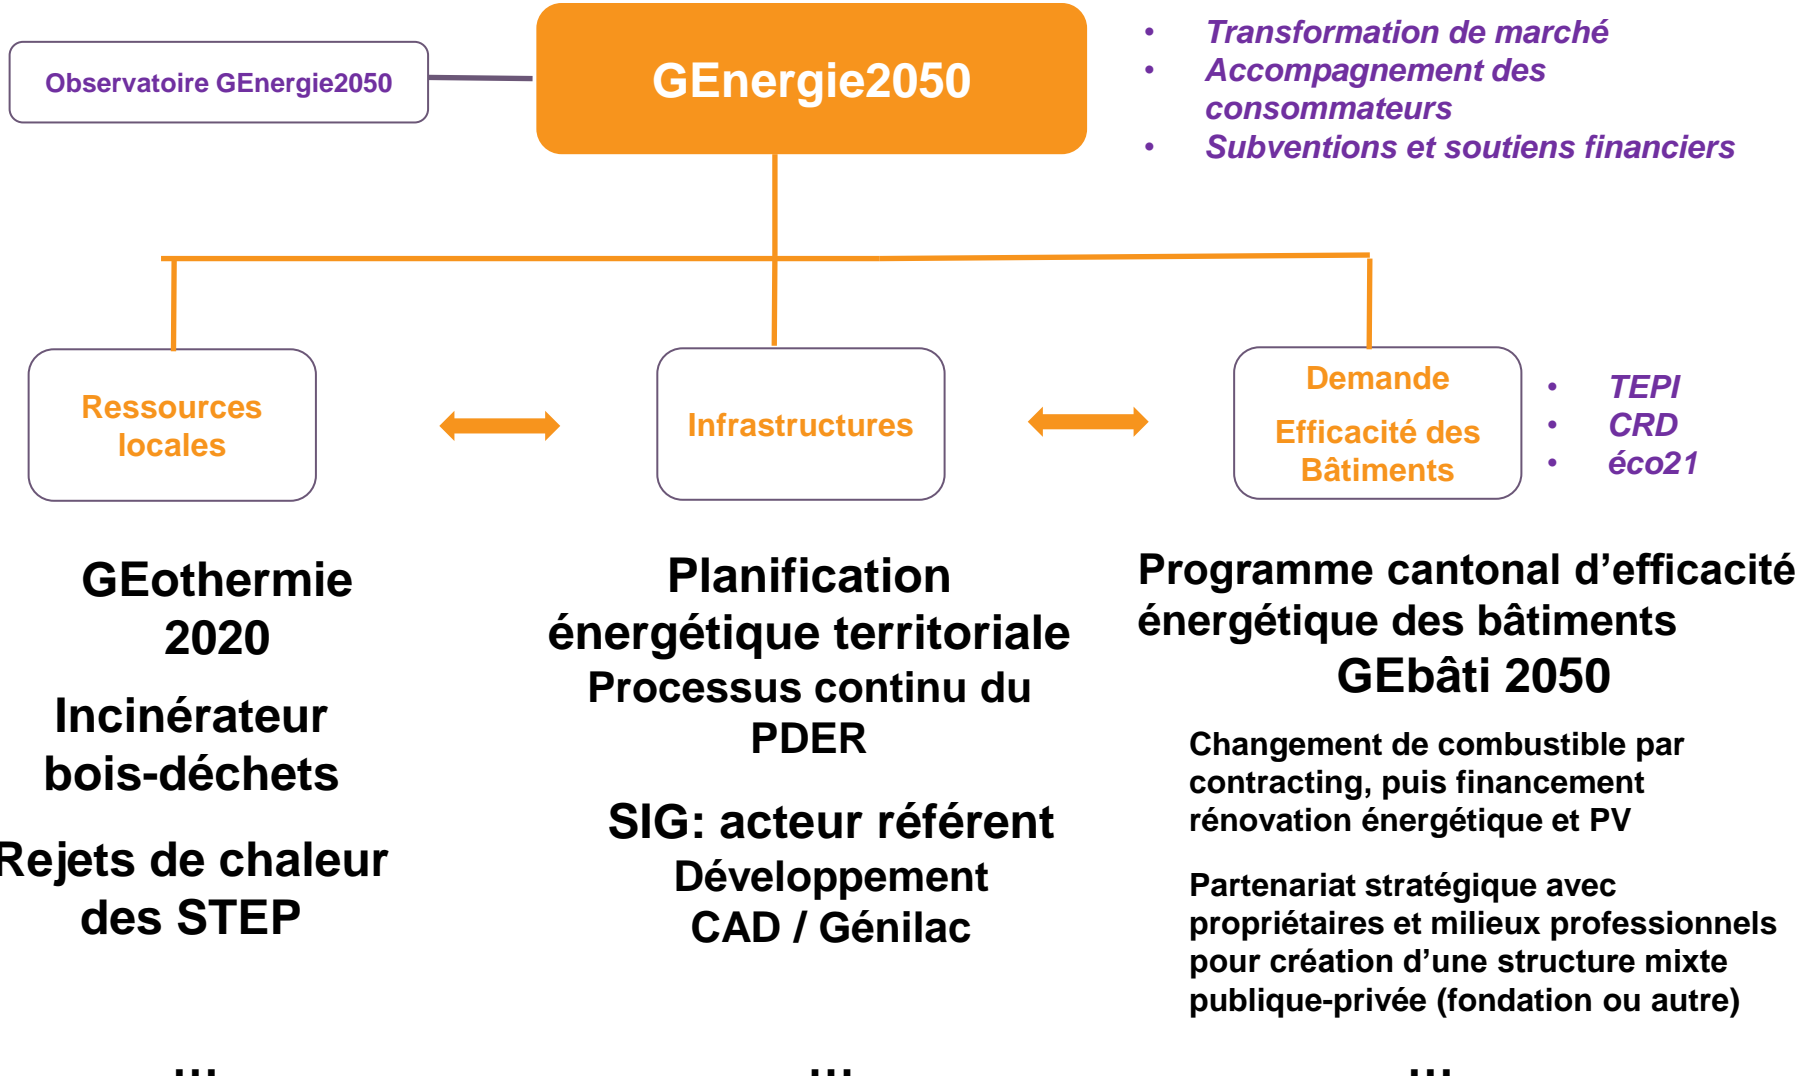 Observatoire GEnergie2050
GEnergie2050
• Transformation de marché
• Accompagnement des
consommateurs
• Subventions et soutiens financiers
Ressources
locales
Infrastructures
Demande
Efficacité des
Bâtiments
• TEPI
• CRD
• éco21
GEothermie
2020
Incinérateur
bois-déchets
Rejets de chaleur
des STEP
...
Planification
énergétique territoriale
Processus continu du
PDER
SIG: acteur référent
Développement
CAD / Génilac
...
Programme cantonal d’efficacité
énergétique des bâtiments
GEbâti 2050
Changement de combustible par
contracting, puis financement
rénovation énergétique et PV
Partenariat stratégique avec
propriétaires et milieux professionnels
pour création d’une structure mixte
publique-privée (fondation ou autre)
...